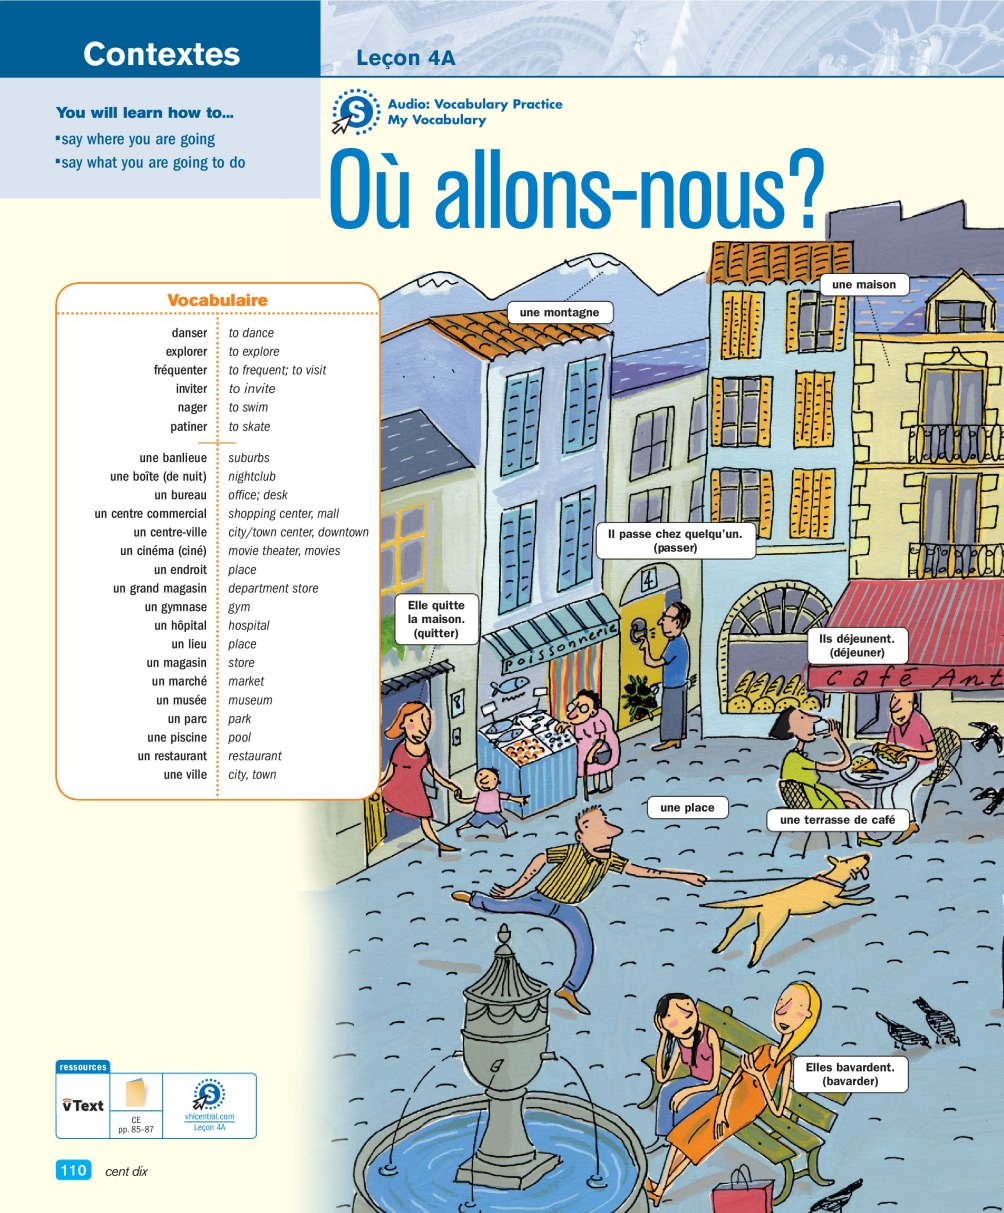 Contextes
Leçon 4A
You will learn how to...
▪say where you are going
▪say what you are going to do
S
Audio: Vocabulary Practice
My Vocabulary
Où allons-nous?
Vocabulaire
danser to dance
explorer to explore
fréquenter to frequent; to visit
inviter to invite
nager to swim
patiner to skate
une banlieue suburbs
une boîte (de nuit) nightclub
un bureau office; desk
un centre commercial shopping center, mall
un centre-ville city/town center, downtown
un cinéma (ciné) movie theater, movies
un endroit place
un grand magasin department store
un gymnase gym
un hôpital hospital
un lieu place
un magasin store
un marché market
un musée museum
un parc park
une piscine pool
un restaurant restaurant
une ville city, town
une montagne
une maison
Il passe chez quelqu'un.
(passer)
4
Elle quitte
la maison.
(quitter)
Poissonnerie
Ils déjeunent.
(déjeuner)
Café Ant
8
une place
une terrasse de café
Elles bavardent.
(bavarder)
ressources
vText
CE
pp. 85–87
S
vhlcentral.com
Leçon 4A
110 cent dix